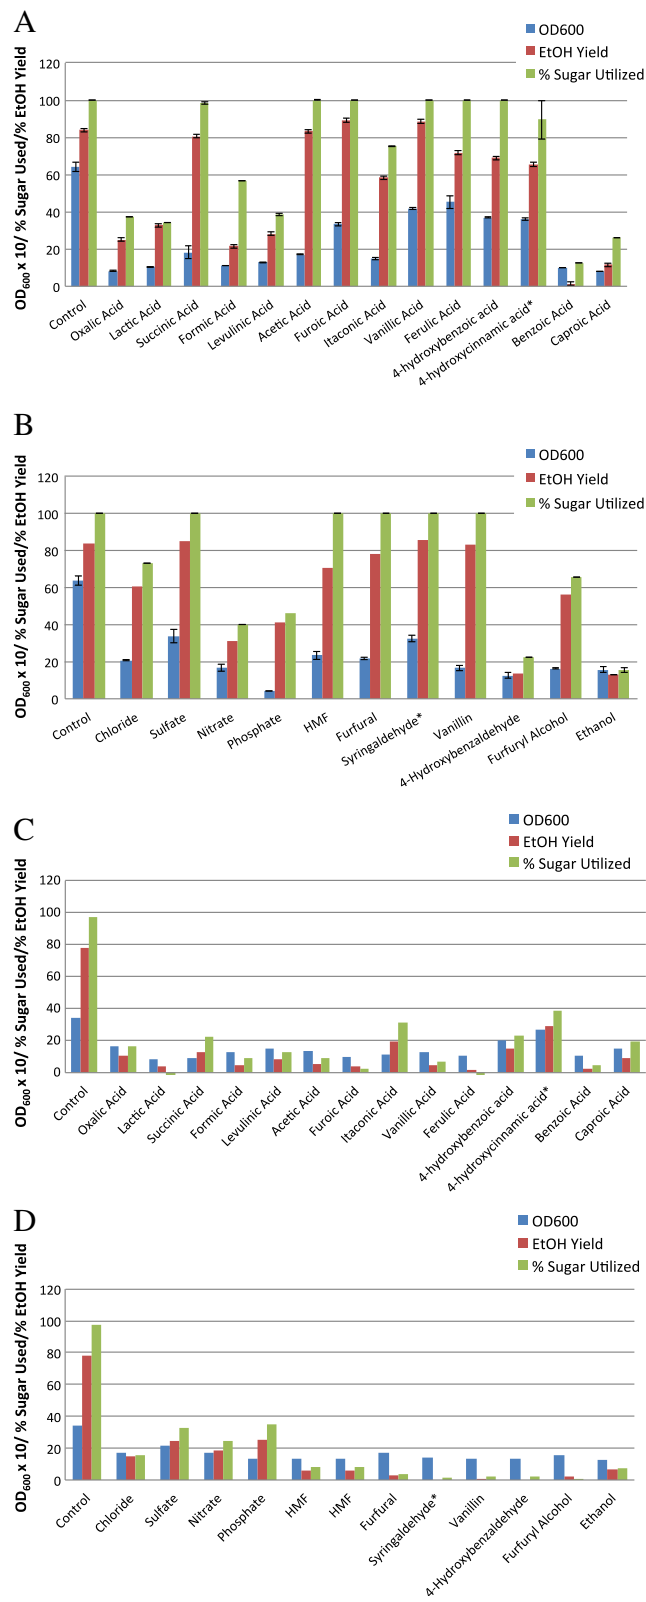 A
OD600
EtOH Yield
% Sugar Utilized
OD600 x 10/ % Sugar Used/% EtOH Yield
120
100
80
60
40
20
0
Control
Oxalic Acid
Lactic Acid
Succinic Acid
Formic Acid
Levulinic Acid
Acetic Acid
Furoic Acid
Itaconic Acid
Vanillic Acid
Ferulic Acid
4-hydroxybenzoic acid
4-hydroxycinnamic acid*
Benzoic Acid
Caproic Acid
B
OD600
EtOH Yield
% Sugar Utilized
OD600 x 10/ % Sugar Used/% EtOH Yield
120
100
80
60
40
20
0
Control
Chloride
Sulfate
Nitrate
Phosphate
HMF
Furfural
Syringaldehyde*
Vanillin
4-Hydroxybenzaldehyde
Furfuryl Alcohol
Ethanol
C
OD600
EtOH Yield
% Sugar Utilized
OD600 x 10/ % Sugar Used/% EtOH Yield
120
100
80
60
40
20
0
Control
Oxalic Acid
Lactic Acid
Succinic Acid
Formic Acid
Levulinic Acid
Acetic Acid
Furoic Acid
Itaconic Acid
Vanillic Acid
Ferulic Acid
4-hydroxybenzoic acid
4-hydroxycinnamic acid*
Benzoic Acid
Caproic Acid
D
OD600
EtOH Yield
% Sugar Utilized
OD600 x 10/ % Sugar Used/% EtOH Yield
120
100
80
60
40
20
0
Control
Chloride
Sulfate
Nitrate
Phosphate
HMF
HMF
Furfural
Syringaldehyde*
Vanillin
4-Hydroxybenzaldehyde
Furfuryl Alcohol
Ethanol